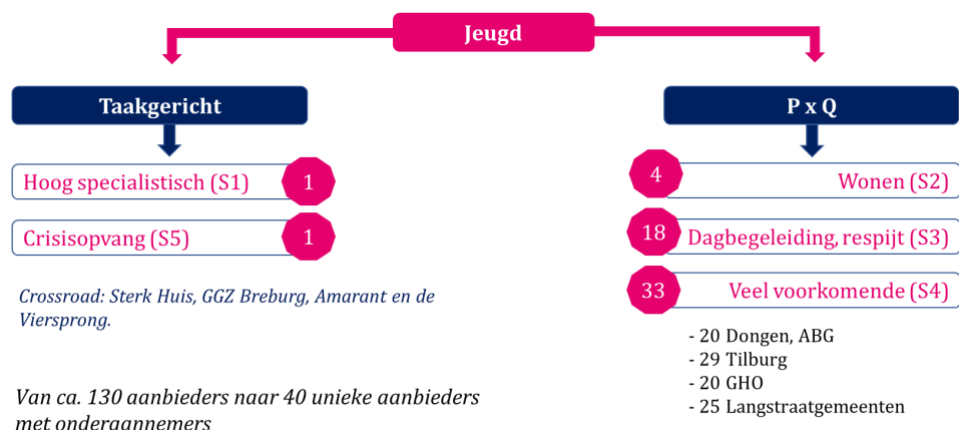 Jeugd
Taakgericht
Hoog specialistisch (S1) 1
Crisisopvang (S5) 1
Crossroad: Sterk Huis, GGZ Breburg, Amarant en de
Viersprong.
Van ca. 130 aanbieders naar 40 unieke aanbieders
met onderaannemers
P x Q
4 Wonen (S2)
18 Dagbegeleiding, respijt (S3)
33 Veel voorkomende (S4)
- 20 Dongen, ABG
- 29 Tilburg
- 20 GHO
- 25 Langstraatgemeenten